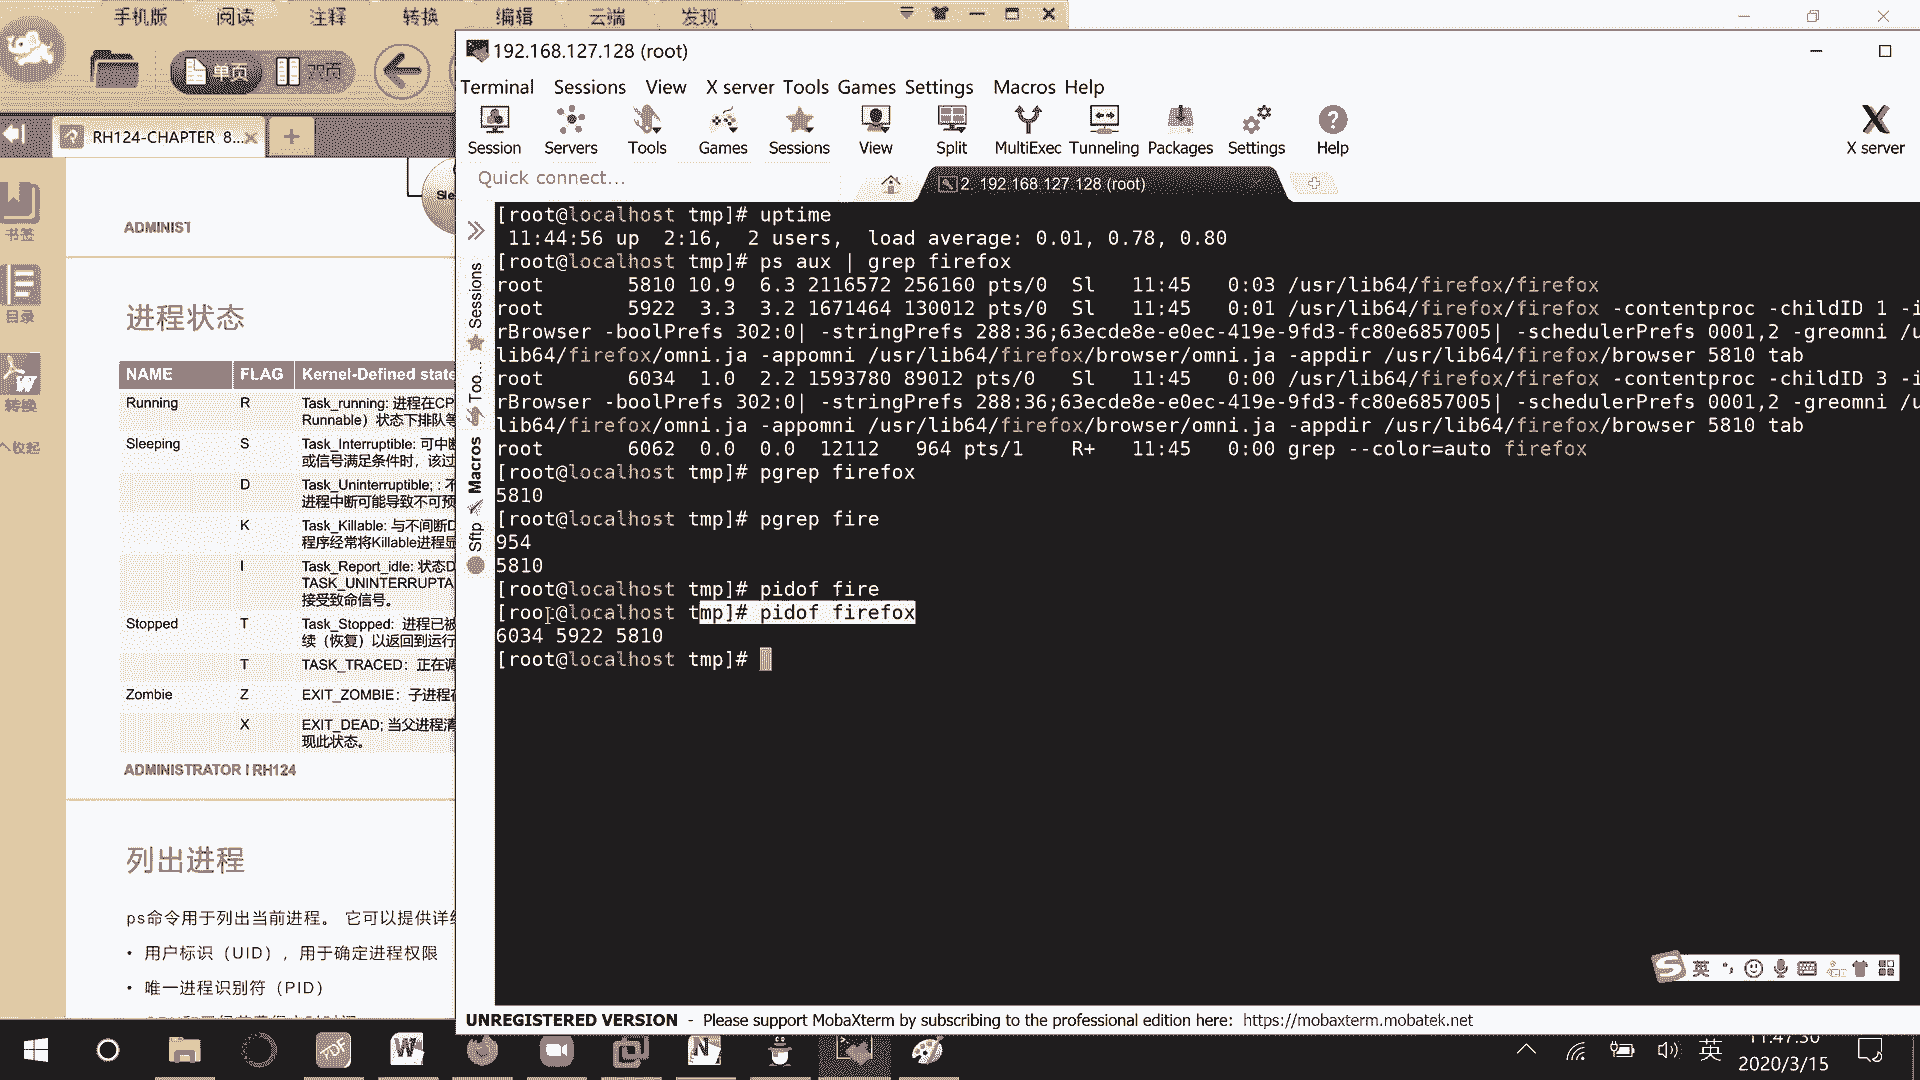 手机版 阅读 注释 转换 编辑 云端 发现
单页 双页
RH124-CHAPTER 8...
书签
目录
转换
收起
Sle
ADMINIST
进程状态
NAME FLAG Kernel-Defined state
Running R Task_running: 进程在CP
Runnable）状态下排队等
Sleeping S Task_Interruptible: 可中断
或信号满足条件时，该过
D Task_Uninterruptible; : 不
进程中断可能导致不可预
K Task_Killable: 与不间断D
程序经常将Killable进程显
I Task_Report_idle: 状态D
TASK_UNINTERRUPTA
接受致命信号。
Stopped T Task_Stopped: 进程已被
续（恢复）以返回到运行
T TASK_TRACED：正在调
Zombie Z EXIT_ZOMBIE：子进程在
X EXIT_DEAD; 当父进程清
现此状态。
ADMINISTRATOR | RH124
列出进程
ps命令用于列出当前进程。 它可以提供详细
• 用户标识（UID），用于确定进程权限
• 唯一进程识别符（PID）
192.168.127.128 (root)
Terminal Sessions View X server Tools Games Settings Macros Help
Session Servers Tools Games Sessions View Split MultiExec Tunneling Packages Settings Help
X server
Quick connect...
2. 192.168.127.128 (root)
Sessions
Too...
Macros
Sftp
[root@localhost tmp]# uptime
 11:44:56 up  2:16,  2 users,  load average: 0.01, 0.78, 0.80
[root@localhost tmp]# ps aux | grep firefox
root       5810 10.9  6.3 2116572 256160 pts/0  Sl   11:45   0:03 /usr/lib64/firefox/firefox
root       5922  3.3  3.2 1671464 130012 pts/0  Sl   11:45   0:01 /usr/lib64/firefox/firefox -contentproc -childID 1 -i
rBrowser -boolPrefs 302:0| -stringPrefs 288:36;63ecde8e-e0ec-419e-9fd3-fc80e6857005| -schedulerPrefs 0001,2 -greomni /u
lib64/firefox/omni.ja -appomni /usr/lib64/firefox/browser/omni.ja -appdir /usr/lib64/firefox/browser 5810 tab
root       6034  1.0  2.2 1593780 89012 pts/0   Sl   11:45   0:00 /usr/lib64/firefox/firefox -contentproc -childID 3 -i
rBrowser -boolPrefs 302:0| -stringPrefs 288:36;63ecde8e-e0ec-419e-9fd3-fc80e6857005| -schedulerPrefs 0001,2 -greomni /u
lib64/firefox/omni.ja -appomni /usr/lib64/firefox/browser/omni.ja -appdir /usr/lib64/firefox/browser 5810 tab
root       6062  0.0  0.0  12112   964 pts/1    R+   11:45   0:00 grep --color=auto firefox
[root@localhost tmp]# pgrep firefox
5810
[root@localhost tmp]# pgrep fire
954
5810
[root@localhost tmp]# pidof fire
[root@localhost tmp]# pidof firefox
6034 5922 5810
[root@localhost tmp]#
英
UNREGISTERED VERSION - Please support MobaXterm by subscribing to the professional edition here: https://mobaxterm.mobatek.net
英
11:47:30
2020/3/15